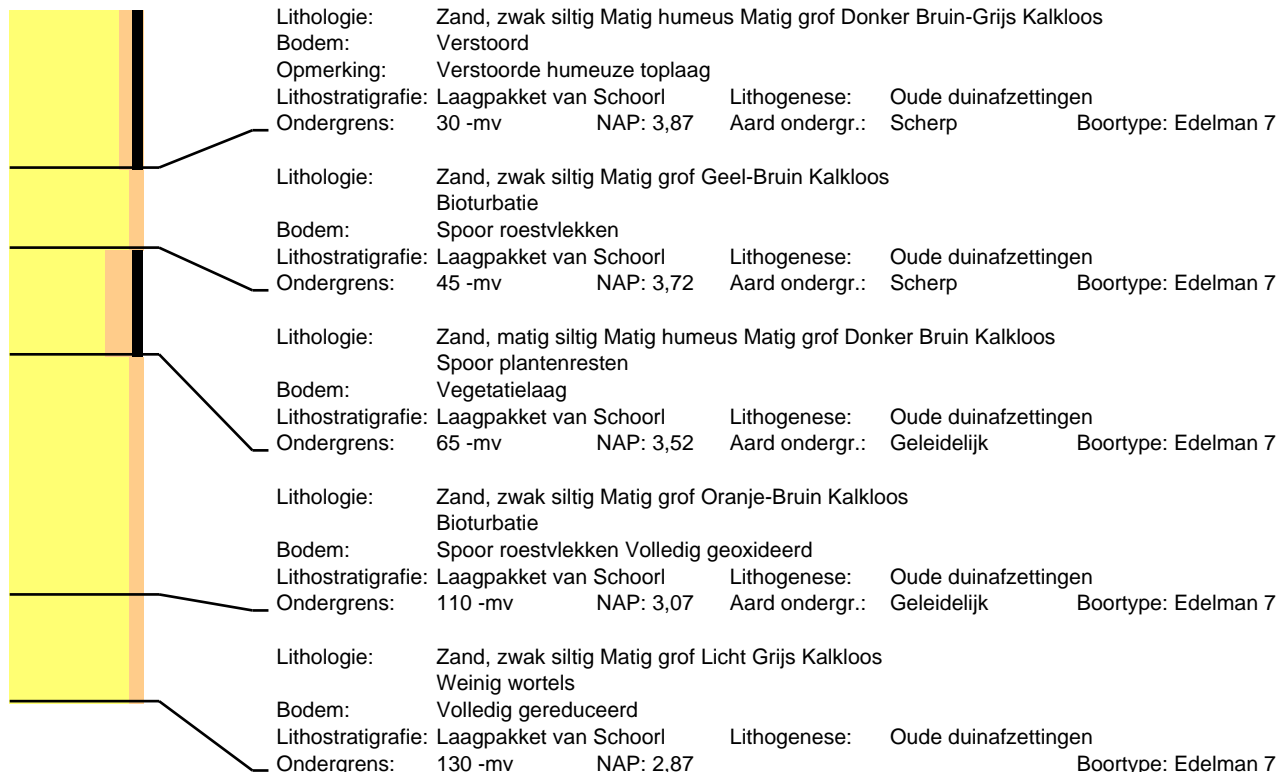 Lithologie: Zand, zwak siltig Matig humeus Matig grof Donker Bruin-Grijs Kalkloos
Bodem: Verstoord
Opmerking: Verstoorde humeuze toplaag
Lithostratigrafie: Laagpakket van Schoorl Lithogenese: Oude duinafzettingen
Ondergrens: 30 -mv NAP: 3,87 Aard ondergr.: Scherp Boortype: Edelman 7
Lithologie: Zand, zwak siltig Matig grof Geel-Bruin Kalkloos
Bioturbatie
Bodem: Spoor roestvlekken
Lithostratigrafie: Laagpakket van Schoorl Lithogenese: Oude duinafzettingen
Ondergrens: 45 -mv NAP: 3,72 Aard ondergr.: Scherp Boortype: Edelman 7
Lithologie: Zand, matig siltig Matig humeus Matig grof Donker Bruin Kalkloos
Spoor plantenresten
Bodem: Vegetatielaag
Lithostratigrafie: Laagpakket van Schoorl Lithogenese: Oude duinafzettingen
Ondergrens: 65 -mv NAP: 3,52 Aard ondergr.: Geleidelijk Boortype: Edelman 7
Lithologie: Zand, zwak siltig Matig grof Oranje-Bruin Kalkloos
Bioturbatie
Bodem: Spoor roestvlekken Volledig geoxideerd
Lithostratigrafie: Laagpakket van Schoorl Lithogenese: Oude duinafzettingen
Ondergrens: 110 -mv NAP: 3,07 Aard ondergr.: Geleidelijk Boortype: Edelman 7
Lithologie: Zand, zwak siltig Matig grof Licht Grijs Kalkloos
Weinig wortels
Bodem: Volledig gereduceerd
Lithostratigrafie: Laagpakket van Schoorl Lithogenese: Oude duinafzettingen
Ondergrens: 130 -mv NAP: 2,87 Boortype: Edelman 7